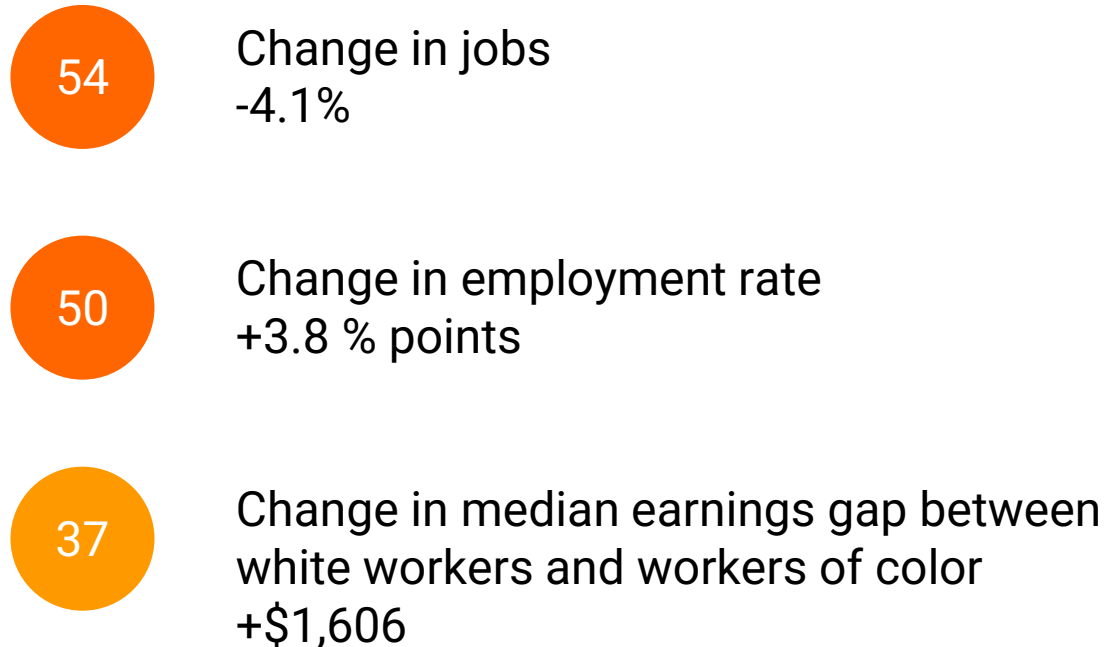 54
Change in jobs
-4.1%
50
Change in employment rate
+3.8 % points
37
Change in median earnings gap between
white workers and workers of color
+$1,606